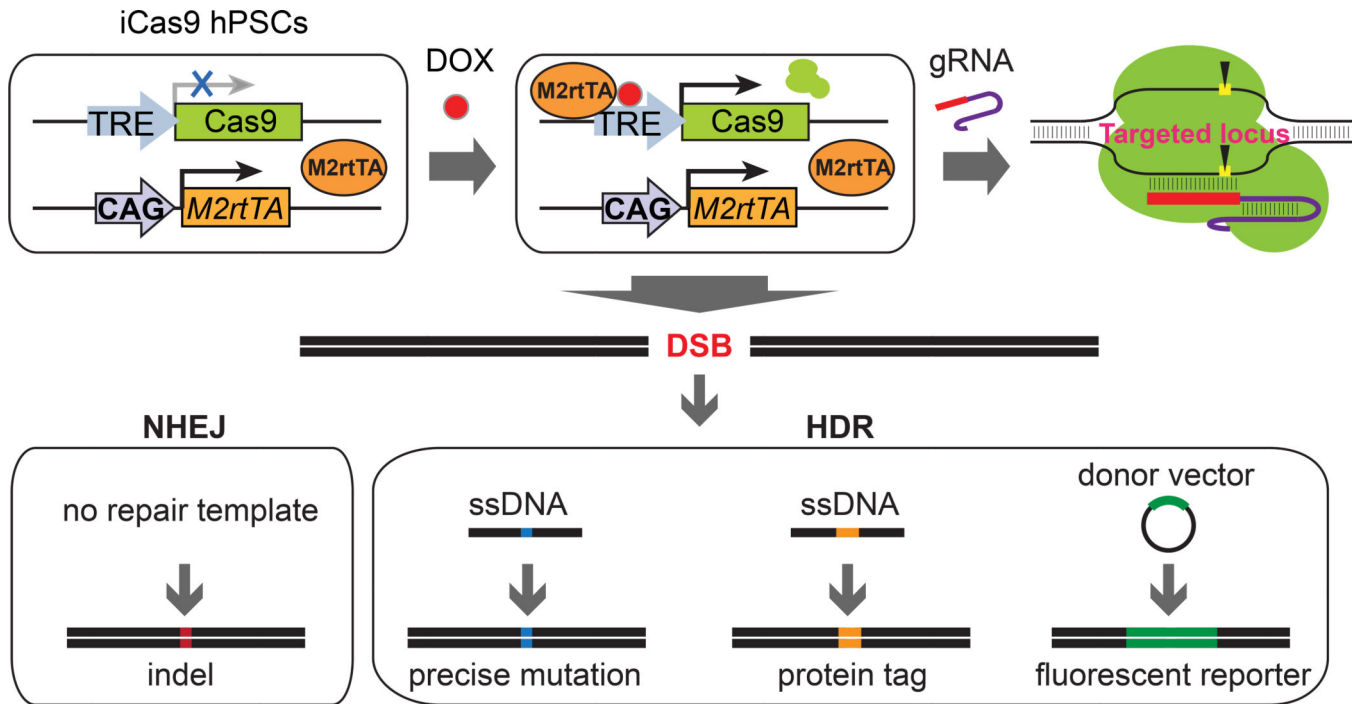 iCas9 hPSCs
TRE
Cas9
M2rtTA
CAG
M2rtTA
DOX
M2rtTA
TRE
Cas9
M2rtTA
CAG
M2rtTA
gRNA
Targeted locus
DSB
NHEJ
no repair template
indel
HDR
ssDNA
precise mutation
ssDNA
protein tag
donor vector
fluorescent reporter